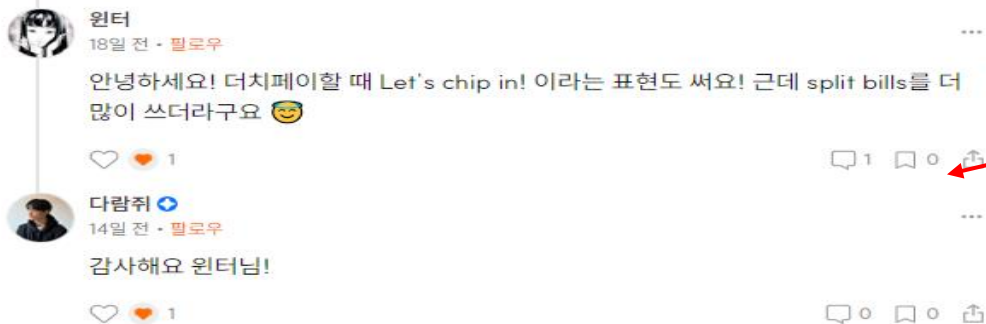 윈터
18일 전 · 팔로우
안녕하세요! 더치페이할 때 Let's chip in! 이라는 표현도 써요! 근데 split bills를 더
많이 쓰더라구요
1 1 0
다람쥐
14일 전 · 팔로우
감사해요 윈터님!
1 0 0